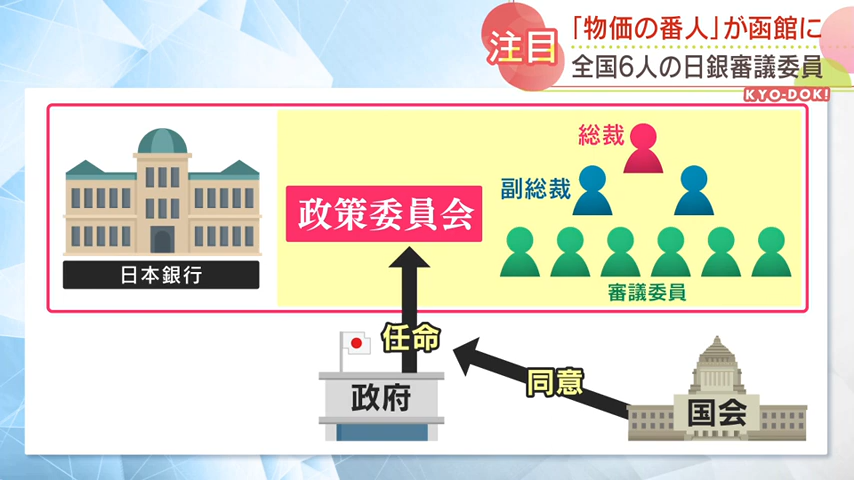 注目
「物価の番人」が函館に
全国6人の日銀審議委員
KYO-DOK!
総裁
副総裁
政策委員会
日本銀行
審議委員
任命
政府
同意
国会